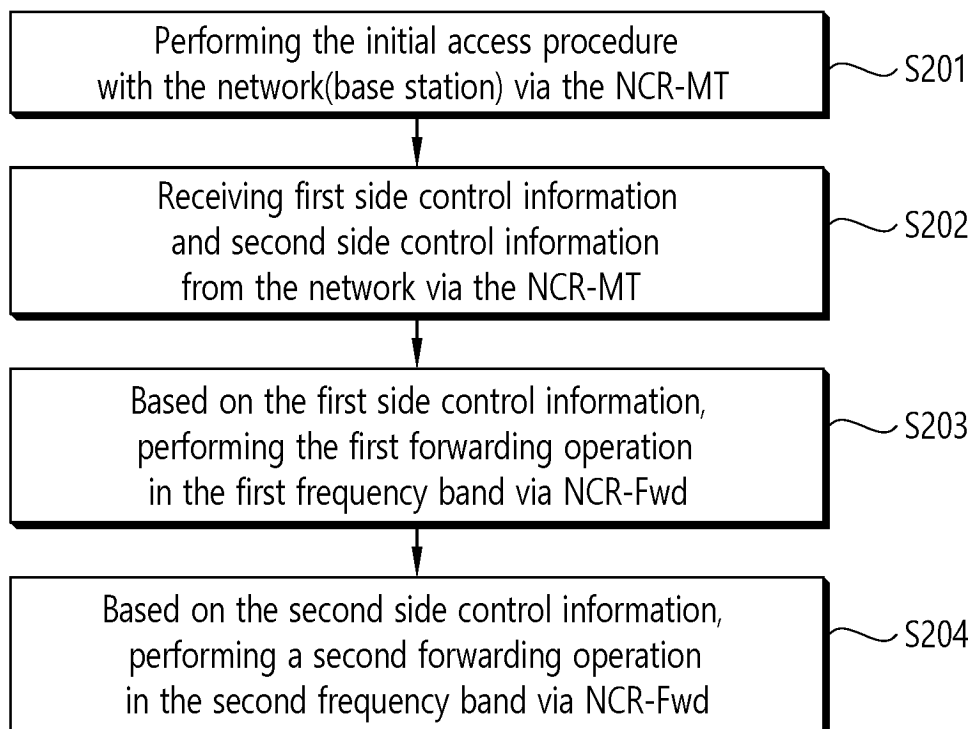 Performing the initial access procedure
with the network(base station) via the NCR-MT
S201
Receiving first side control information
and second side control information
from the network via the NCR-MT
S202
Based on the first side control information,
performing the first forwarding operation
in the first frequency band via NCR-Fwd
S203
Based on the second side control information,
performing a second forwarding operation
in the second frequency band via NCR-Fwd
S204